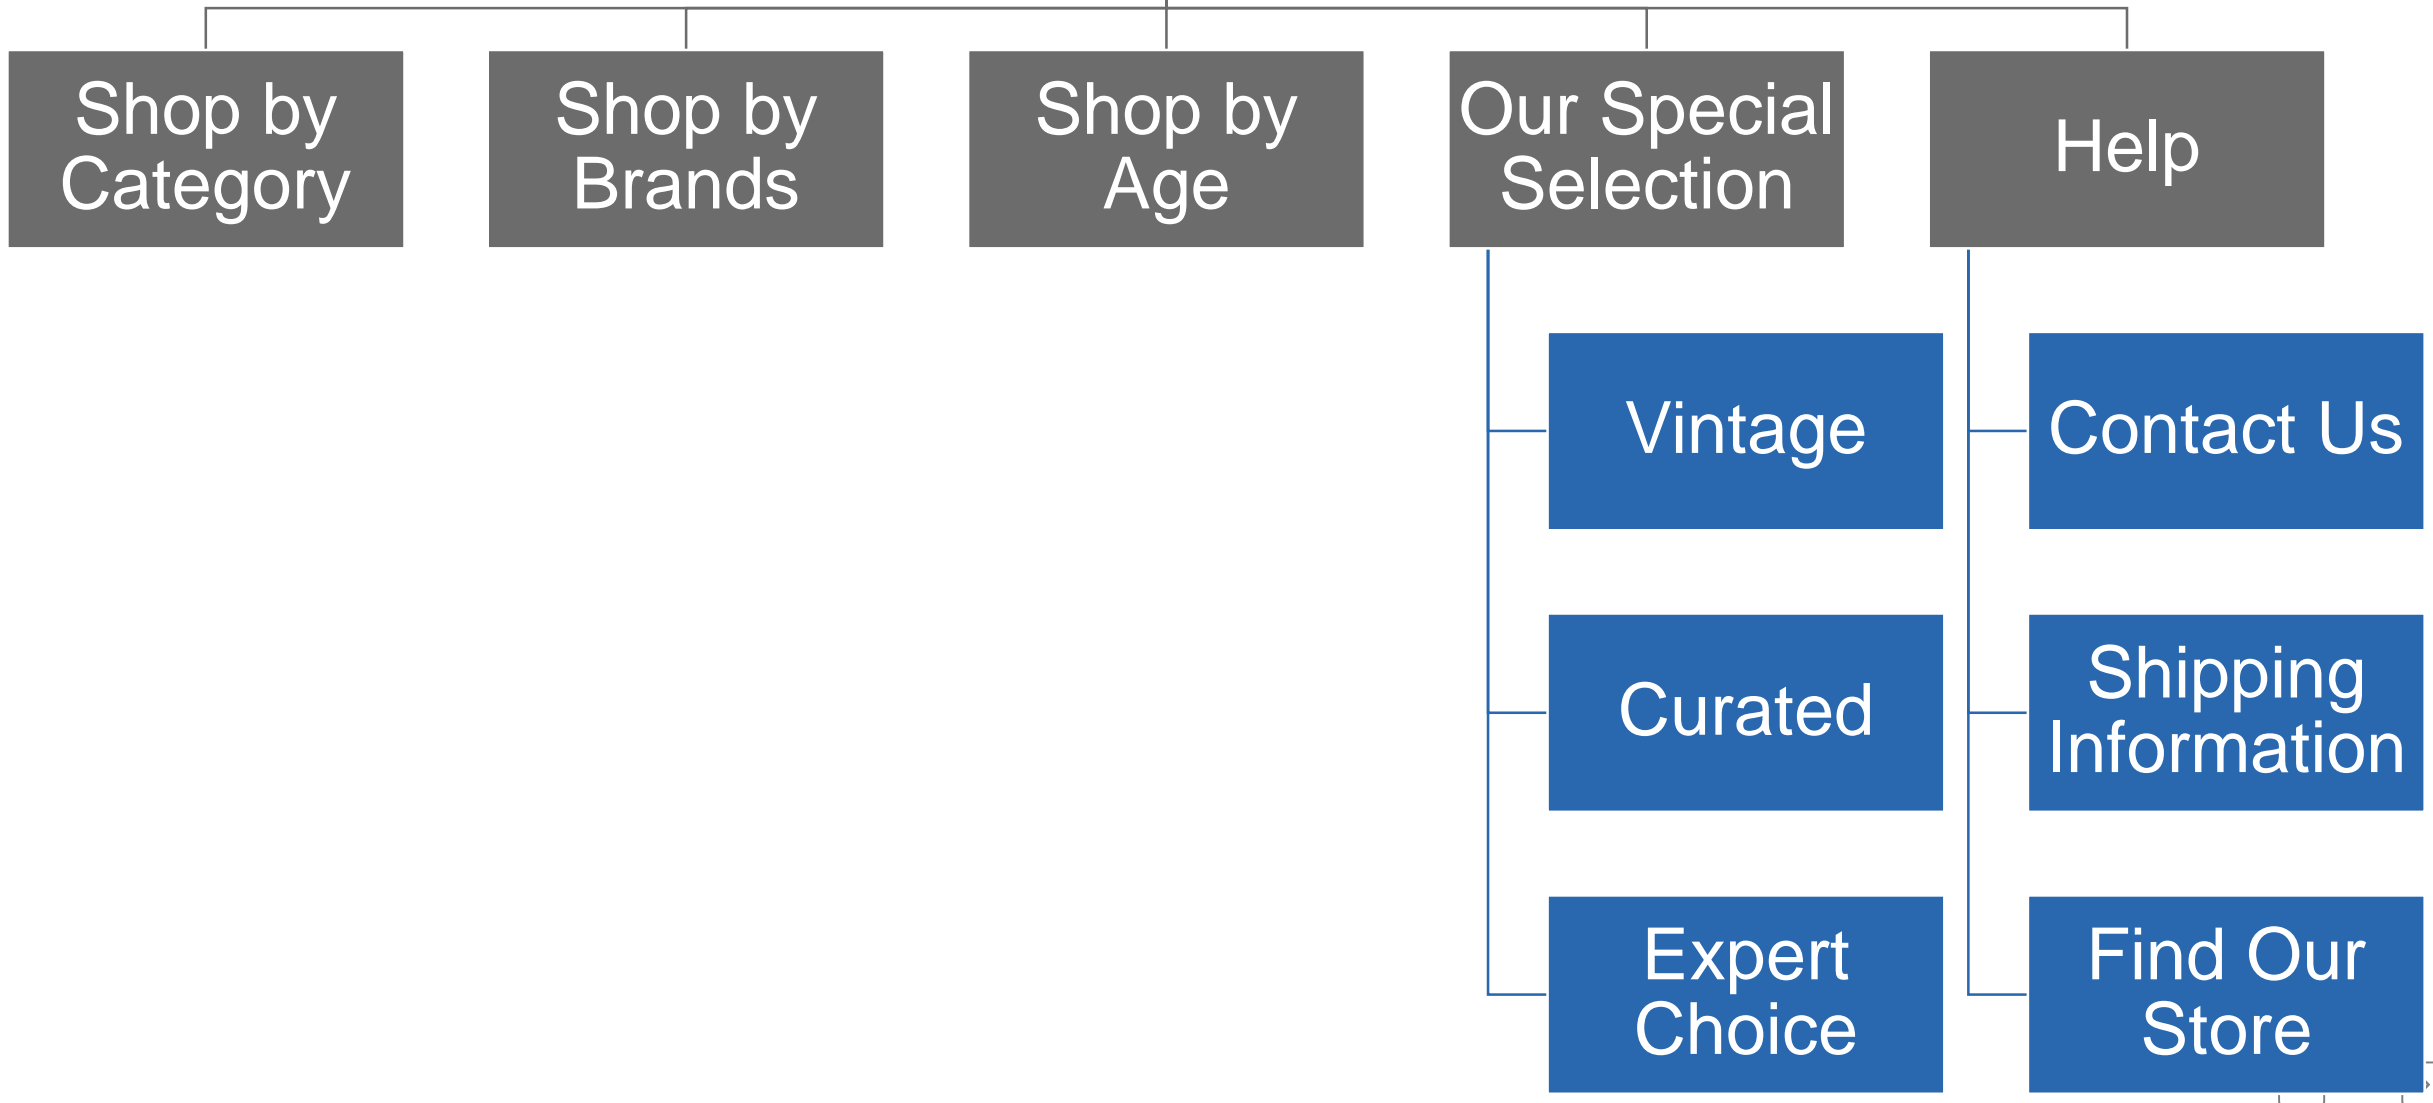 Shop by
Category
Shop by
Brands
Shop by
Age
Our Special
Selection
Help
Vintage
Contact Us
Curated
Shipping
Information
Expert
Choice
Find Our
Store